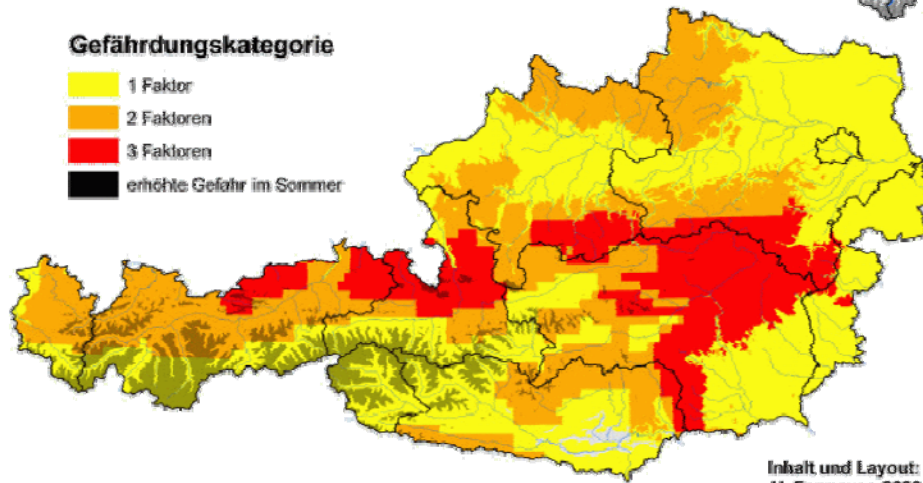 Gefährdungskategorie
1 Faktor
2 Faktoren
3 Faktoren
erhöhte Gefahr im Sommer
Inhalt und Layout: